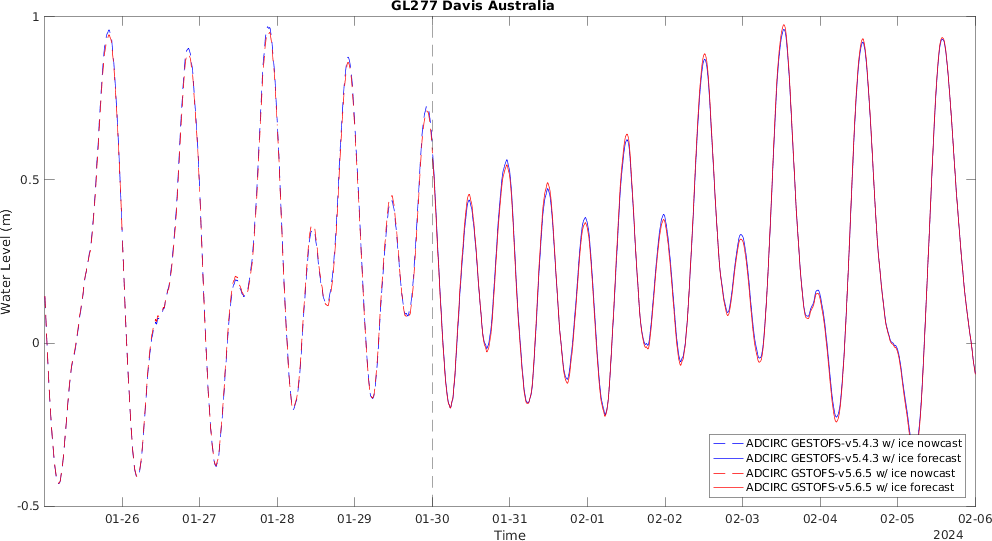 GL277 Davis Australia
1
0.5
0
-0.5
Water Level (m)
01-26 01-27 01-28 01-29 01-30 01-31 02-01 02-02 02-03 02-04 02-05 02-06
Time
2024
ADCIRC GESTOFS-v5.4.3 w/ ice nowcast
ADCIRC GESTOFS-v5.4.3 w/ ice forecast
ADCIRC GSTOFS-v5.6.5 w/ ice nowcast
ADCIRC GSTOFS-v5.6.5 w/ ice forecast